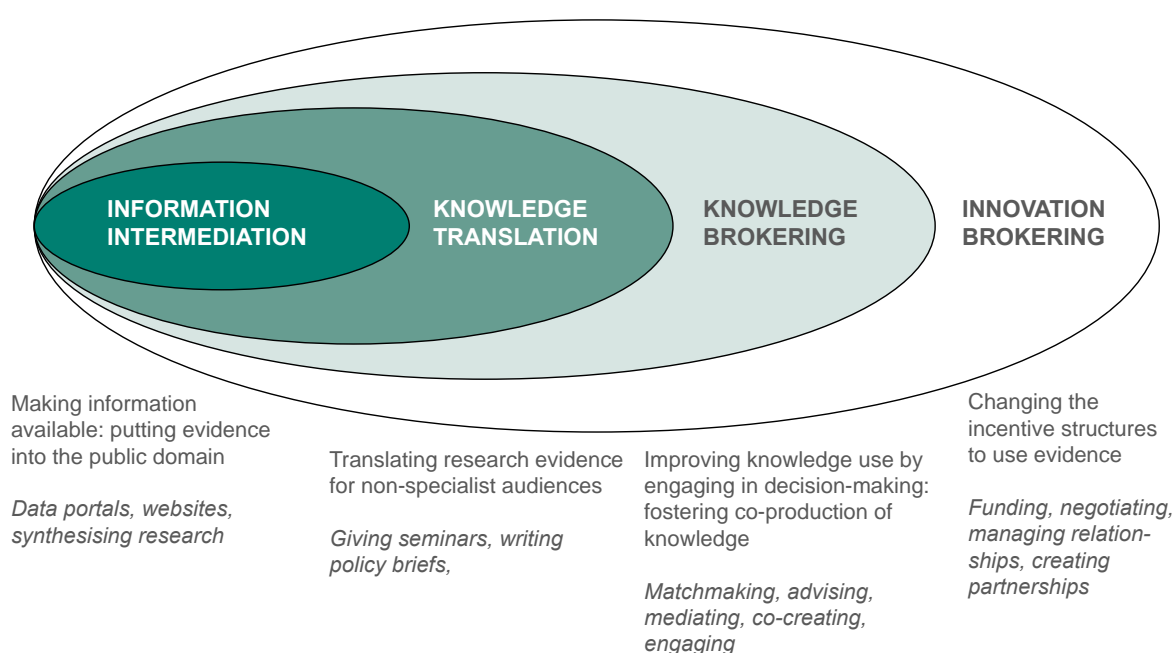 INFORMATION
INTERMEDIATION
KNOWLEDGE
TRANSLATION
KNOWLEDGE
BROKERING
INNOVATION
BROKERING
Making information
available: putting evidence
into the public domain
Data portals, websites,
synthesising research
Translating research evidence
for non-specialist audiences
Giving seminars, writing
policy briefs,
Improving knowledge use by
engaging in decision-making:
fostering co-production of
knowledge
Matchmaking, advising,
mediating, co-creating,
engaging
Changing the
incentive structures
to use evidence
Funding, negotiating,
managing relation-
ships, creating
partnerships